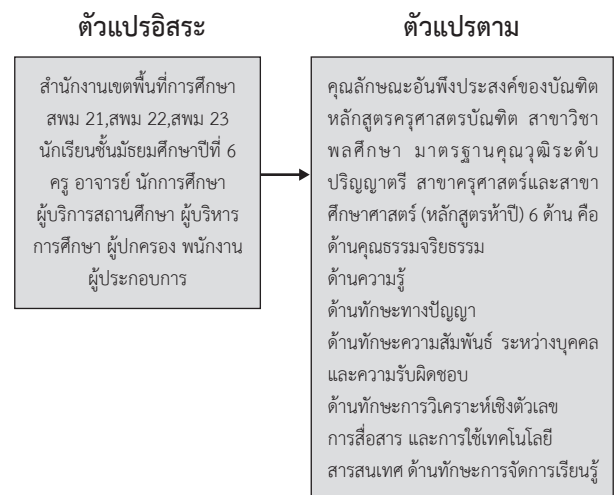 ตัวแปรอิสระ
สำนักงานเขตพื้นที่การศึกษา
สพม 21,สพม 22,สพม 23
นักเรียนชั้นมัธยมศึกษาปีที่ 6
ครู อาจารย์ นักการศึกษา
ผู้บริการสถานศึกษา ผู้บริหาร
การศึกษา ผู้ปกครอง พนักงาน
ผู้ประกอบการ
ตัวแปรตาม
คุณลักษณะอันพึงประสงค์ของบัณฑิต
หลักสูตรครุศาสตรบัณฑิต สาขาวิชา
พลศึกษา มาตรฐานคุณวุฒิระดับ
ปริญญาตรี สาขาครุศาสตร์และสาขา
ศึกษาศาสตร์ (หลักสูตรห้าปี) 6 ด้าน คือ
ด้านคุณธรรมจริยธรรม
ด้านความรู้
ด้านทักษะทางปัญญา
ด้านทักษะความสัมพันธ์ ระหว่างบุคคล
และความรับผิดชอบ
ด้านทักษะการวิเคราะห์เชิงตัวเลข
การสื่อสาร และการใช้เทคโนโลยี
สารสนเทศ ด้านทักษะการจัดการเรียนรู้